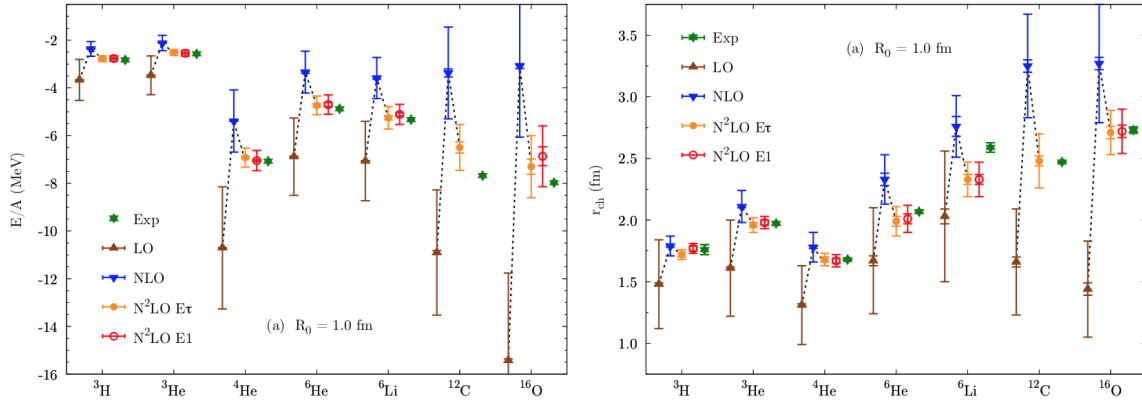 -2
-4
-6
-8
-10
-12
-14
-16
E/A (MeV)
Exp
LO
NLO
N²LO Eτ
N²LO E1
(a) R₀ = 1.0 fm
³H ³He ⁴He ⁶He ⁶Li ¹²C ¹⁶O
3.5
3.0
2.5
2.0
1.5
1.0
r_ch (fm)
Exp
LO
NLO
N²LO Eτ
N²LO E1
(a) R₀ = 1.0 fm
³H ³He ⁴He ⁶He ⁶Li ¹²C ¹⁶O